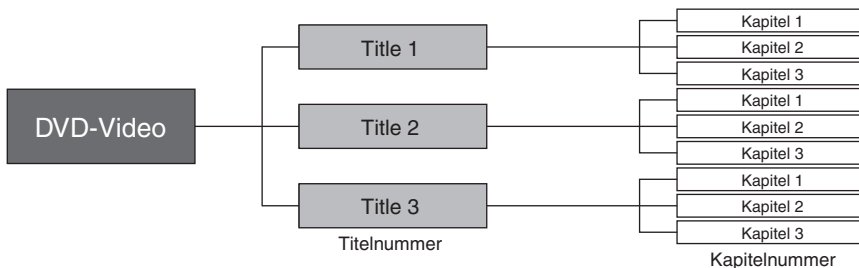 DVD-Video
Title 1
Kapitel 1
Kapitel 2
Kapitel 3
Title 2
Kapitel 1
Kapitel 2
Kapitel 3
Title 3
Kapitel 1
Kapitel 2
Kapitel 3
Titelnummer
Kapitelnummer